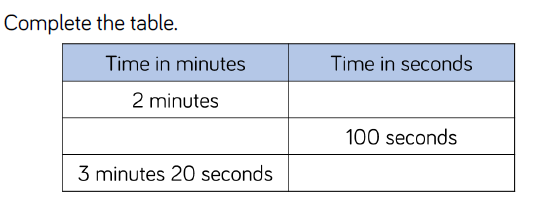 Complete the table.
Time in minutes Time in seconds
2 minutes
100 seconds
3 minutes 20 seconds